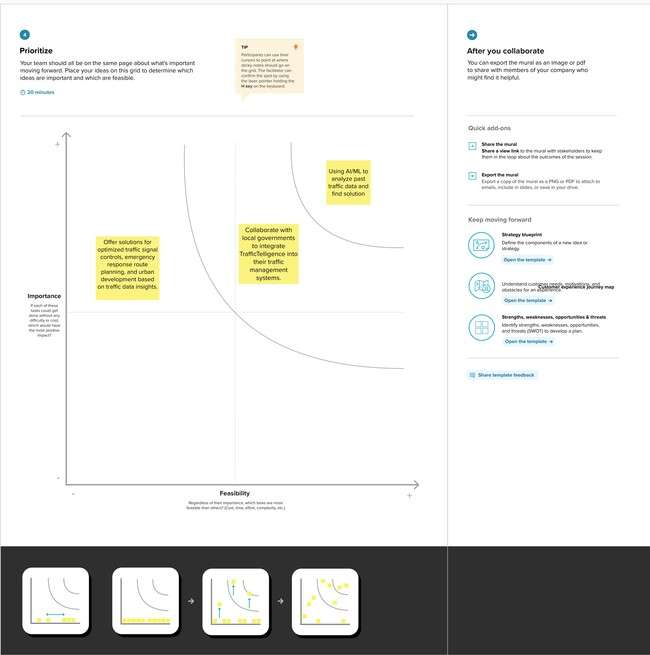 4
Prioritize
Your team should all be on the same page about what's important
moving forward. Place your ideas on this grid to determine which
ideas are important and which are feasible.
20 minutes
TIP
Participants can use their
cursors to point at where
sticky notes should go on
the grid. The facilitator can
confirm the spot by using
the laser pointer holding the
H key on the keyboard.
+
Using AI/ML to
analyze past
traffic data and
find solution
Collaborate with
local governments
to integrate
TrafficTelligence into
their traffic
management
systems.
Offer solutions for
optimized traffic signal
controls, emergency
response route
planning, and urban
development based
on traffic data insights.
Importance
If each of these
tasks could get
done without any
difficulty or cost,
which would have
the most positive
impact?
-
-
Feasibility
+
Regardless of their importance, which tasks are more
feasible than others? (Cost, time, effort, complexity, etc.)
After you collaborate
You can export the mural as an image or pdf
to share with members of your company who
might find it helpful.
Quick add-ons
Share the mural
Share a view link to the mural with stakeholders to keep
them in the loop about the outcomes of the session.
Export the mural
Export a copy of the mural as a PNG or PDF to attach to
emails, include in slides, or save in your drive.
Keep moving forward
Strategy blueprint
Define the components of a new idea or
strategy.
Open the template →
Customer experience journey map
Understand customer needs, motivations, and
obstacles for an experience.
Open the template →
Strengths, weaknesses, opportunities & threats
Identify strengths, weaknesses, opportunities,
and threats (SWOT) to develop a plan.
Open the template →
Share template feedback